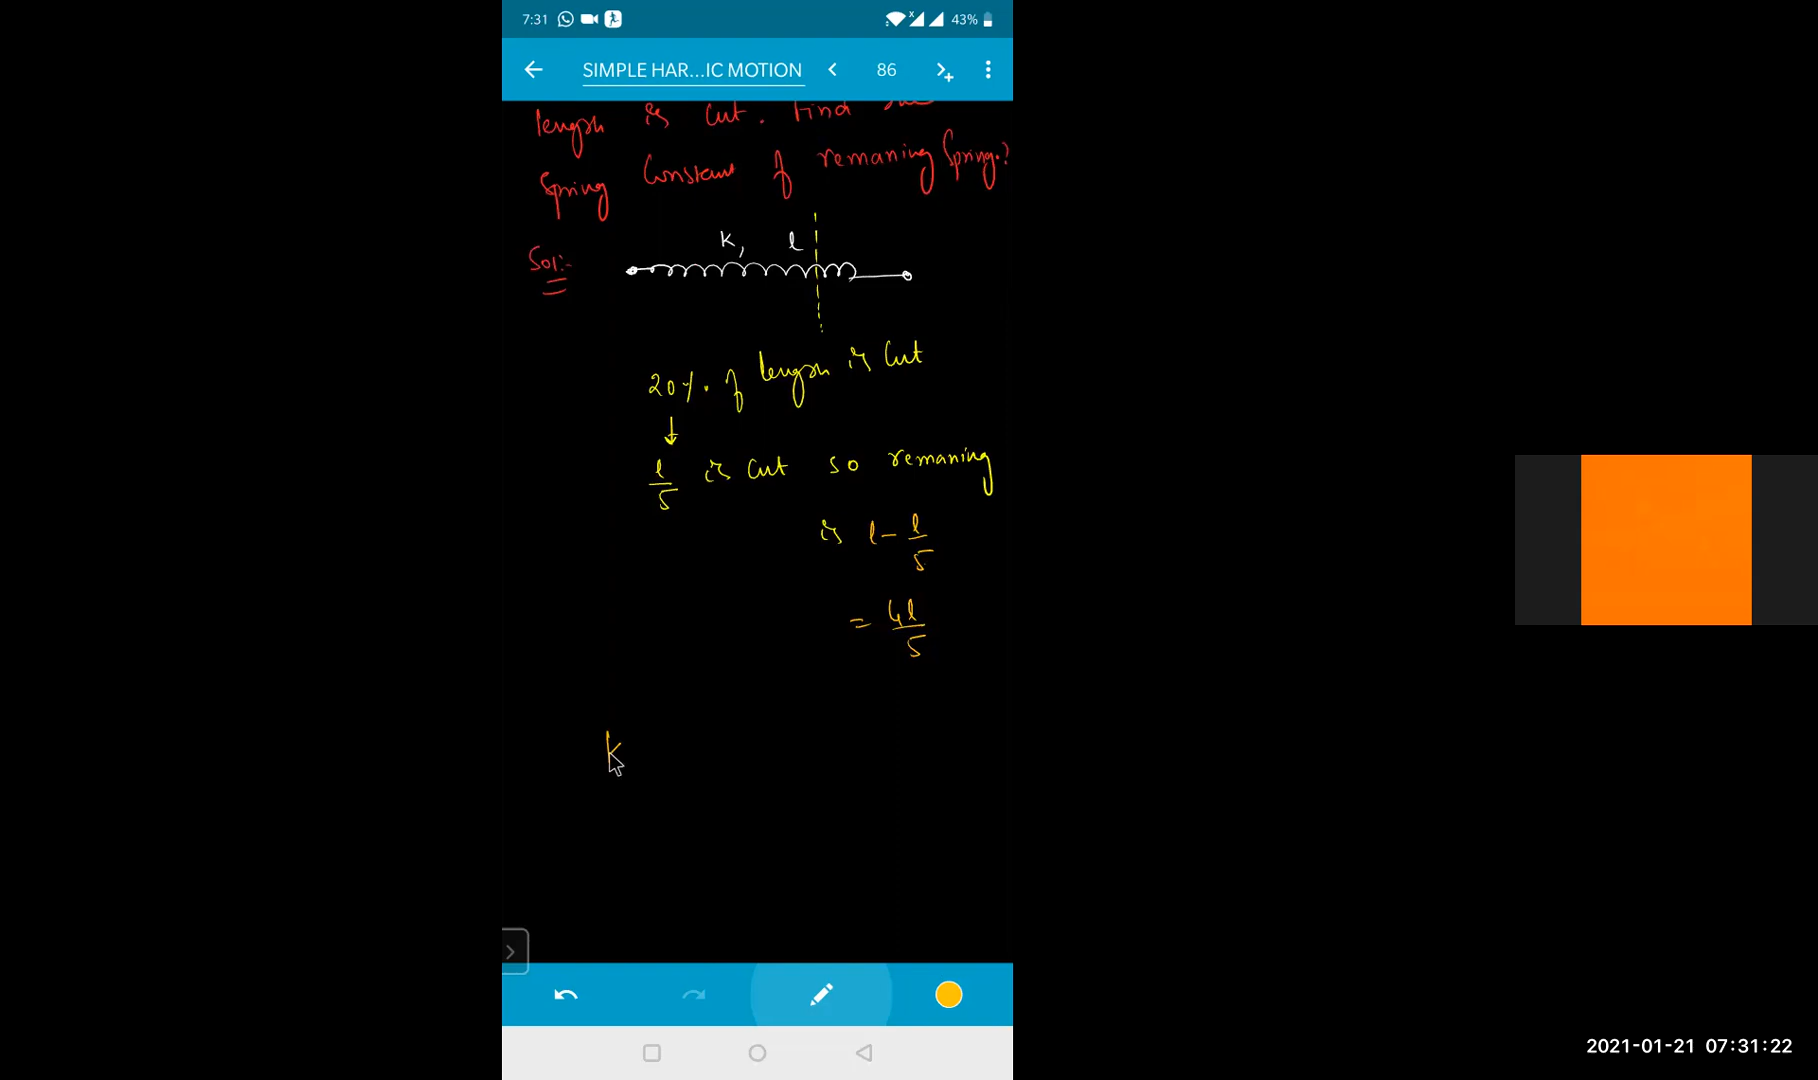 7:31
43%
SIMPLE HAR...IC MOTION
86
length is cut. Find
Spring Constant of remaning Spring.?
Sol:-
K, l
20%. of length is cut
l/5 is cut so remaning
is l - l/5
= 4l/5
K
2021-01-21 07:31:22